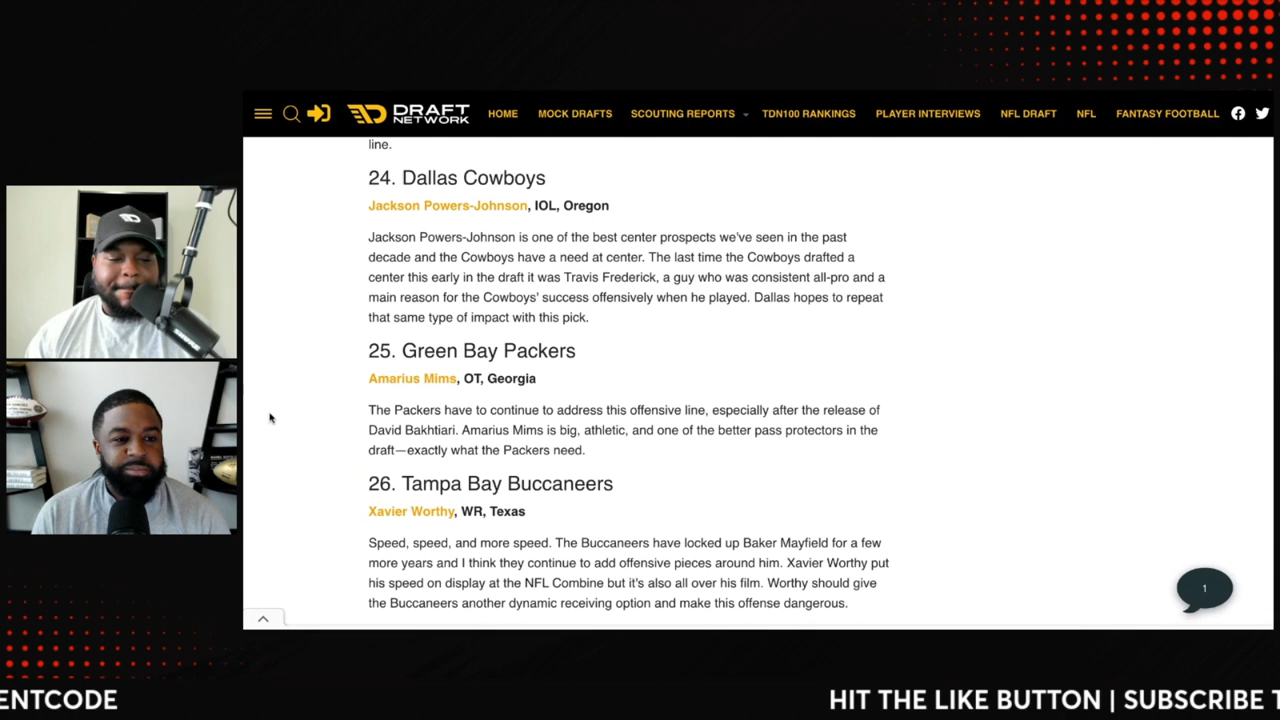 DRAFT
NETWORK
HOME MOCK DRAFTS SCOUTING REPORTS TDN100 RANKINGS PLAYER INTERVIEWS NFL DRAFT NFL FANTASY FOOTBALL
line.
24. Dallas Cowboys
Jackson Powers-Johnson, IOL, Oregon
Jackson Powers-Johnson is one of the best center prospects we've seen in the past
decade and the Cowboys have a need at center. The last time the Cowboys drafted a
center this early in the draft it was Travis Frederick, a guy who was consistent all-pro and a
main reason for the Cowboys' success offensively when he played. Dallas hopes to repeat
that same type of impact with this pick.
25. Green Bay Packers
Amarius Mims, OT, Georgia
The Packers have to continue to address this offensive line, especially after the release of
David Bakhtiari. Amarius Mims is big, athletic, and one of the better pass protectors in the
draft—exactly what the Packers need.
26. Tampa Bay Buccaneers
Xavier Worthy, WR, Texas
Speed, speed, and more speed. The Buccaneers have locked up Baker Mayfield for a few
more years and I think they continue to add offensive pieces around him. Xavier Worthy put
his speed on display at the NFL Combine but it's also all over his film. Worthy should give
the Buccaneers another dynamic receiving option and make this offense dangerous.
1
ENTCODE HIT THE LIKE BUTTON | SUBSCRIBE T